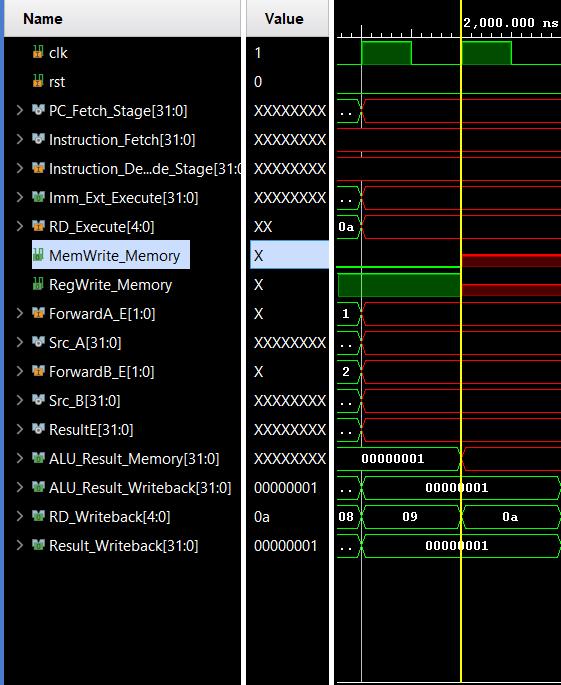 Name Value 2,000.000 ns
clk 1
rst 0
PC_Fetch_Stage[31:0] XXXXXXXX ..
Instruction_Fetch[31:0] XXXXXXXX
Instruction_De...de_Stage[31:0 XXXXXXXX
Imm_Ext_Execute[31:0] XXXXXXXX ..
RD_Execute[4:0] XX 0a
MemWrite_Memory X
RegWrite_Memory X
ForwardA_E[1:0] X 1
Src_A[31:0] XXXXXXXX ..
ForwardB_E[1:0] X 2
Src_B[31:0] XXXXXXXX ..
ResultE[31:0] XXXXXXXX ..
ALU_Result_Memory[31:0] XXXXXXXX 00000001
ALU_Result_Writeback[31:0] 00000001 .. 00000001
RD_Writeback[4:0] 0a 08 09 0a
Result_Writeback[31:0] 00000001 .. 00000001